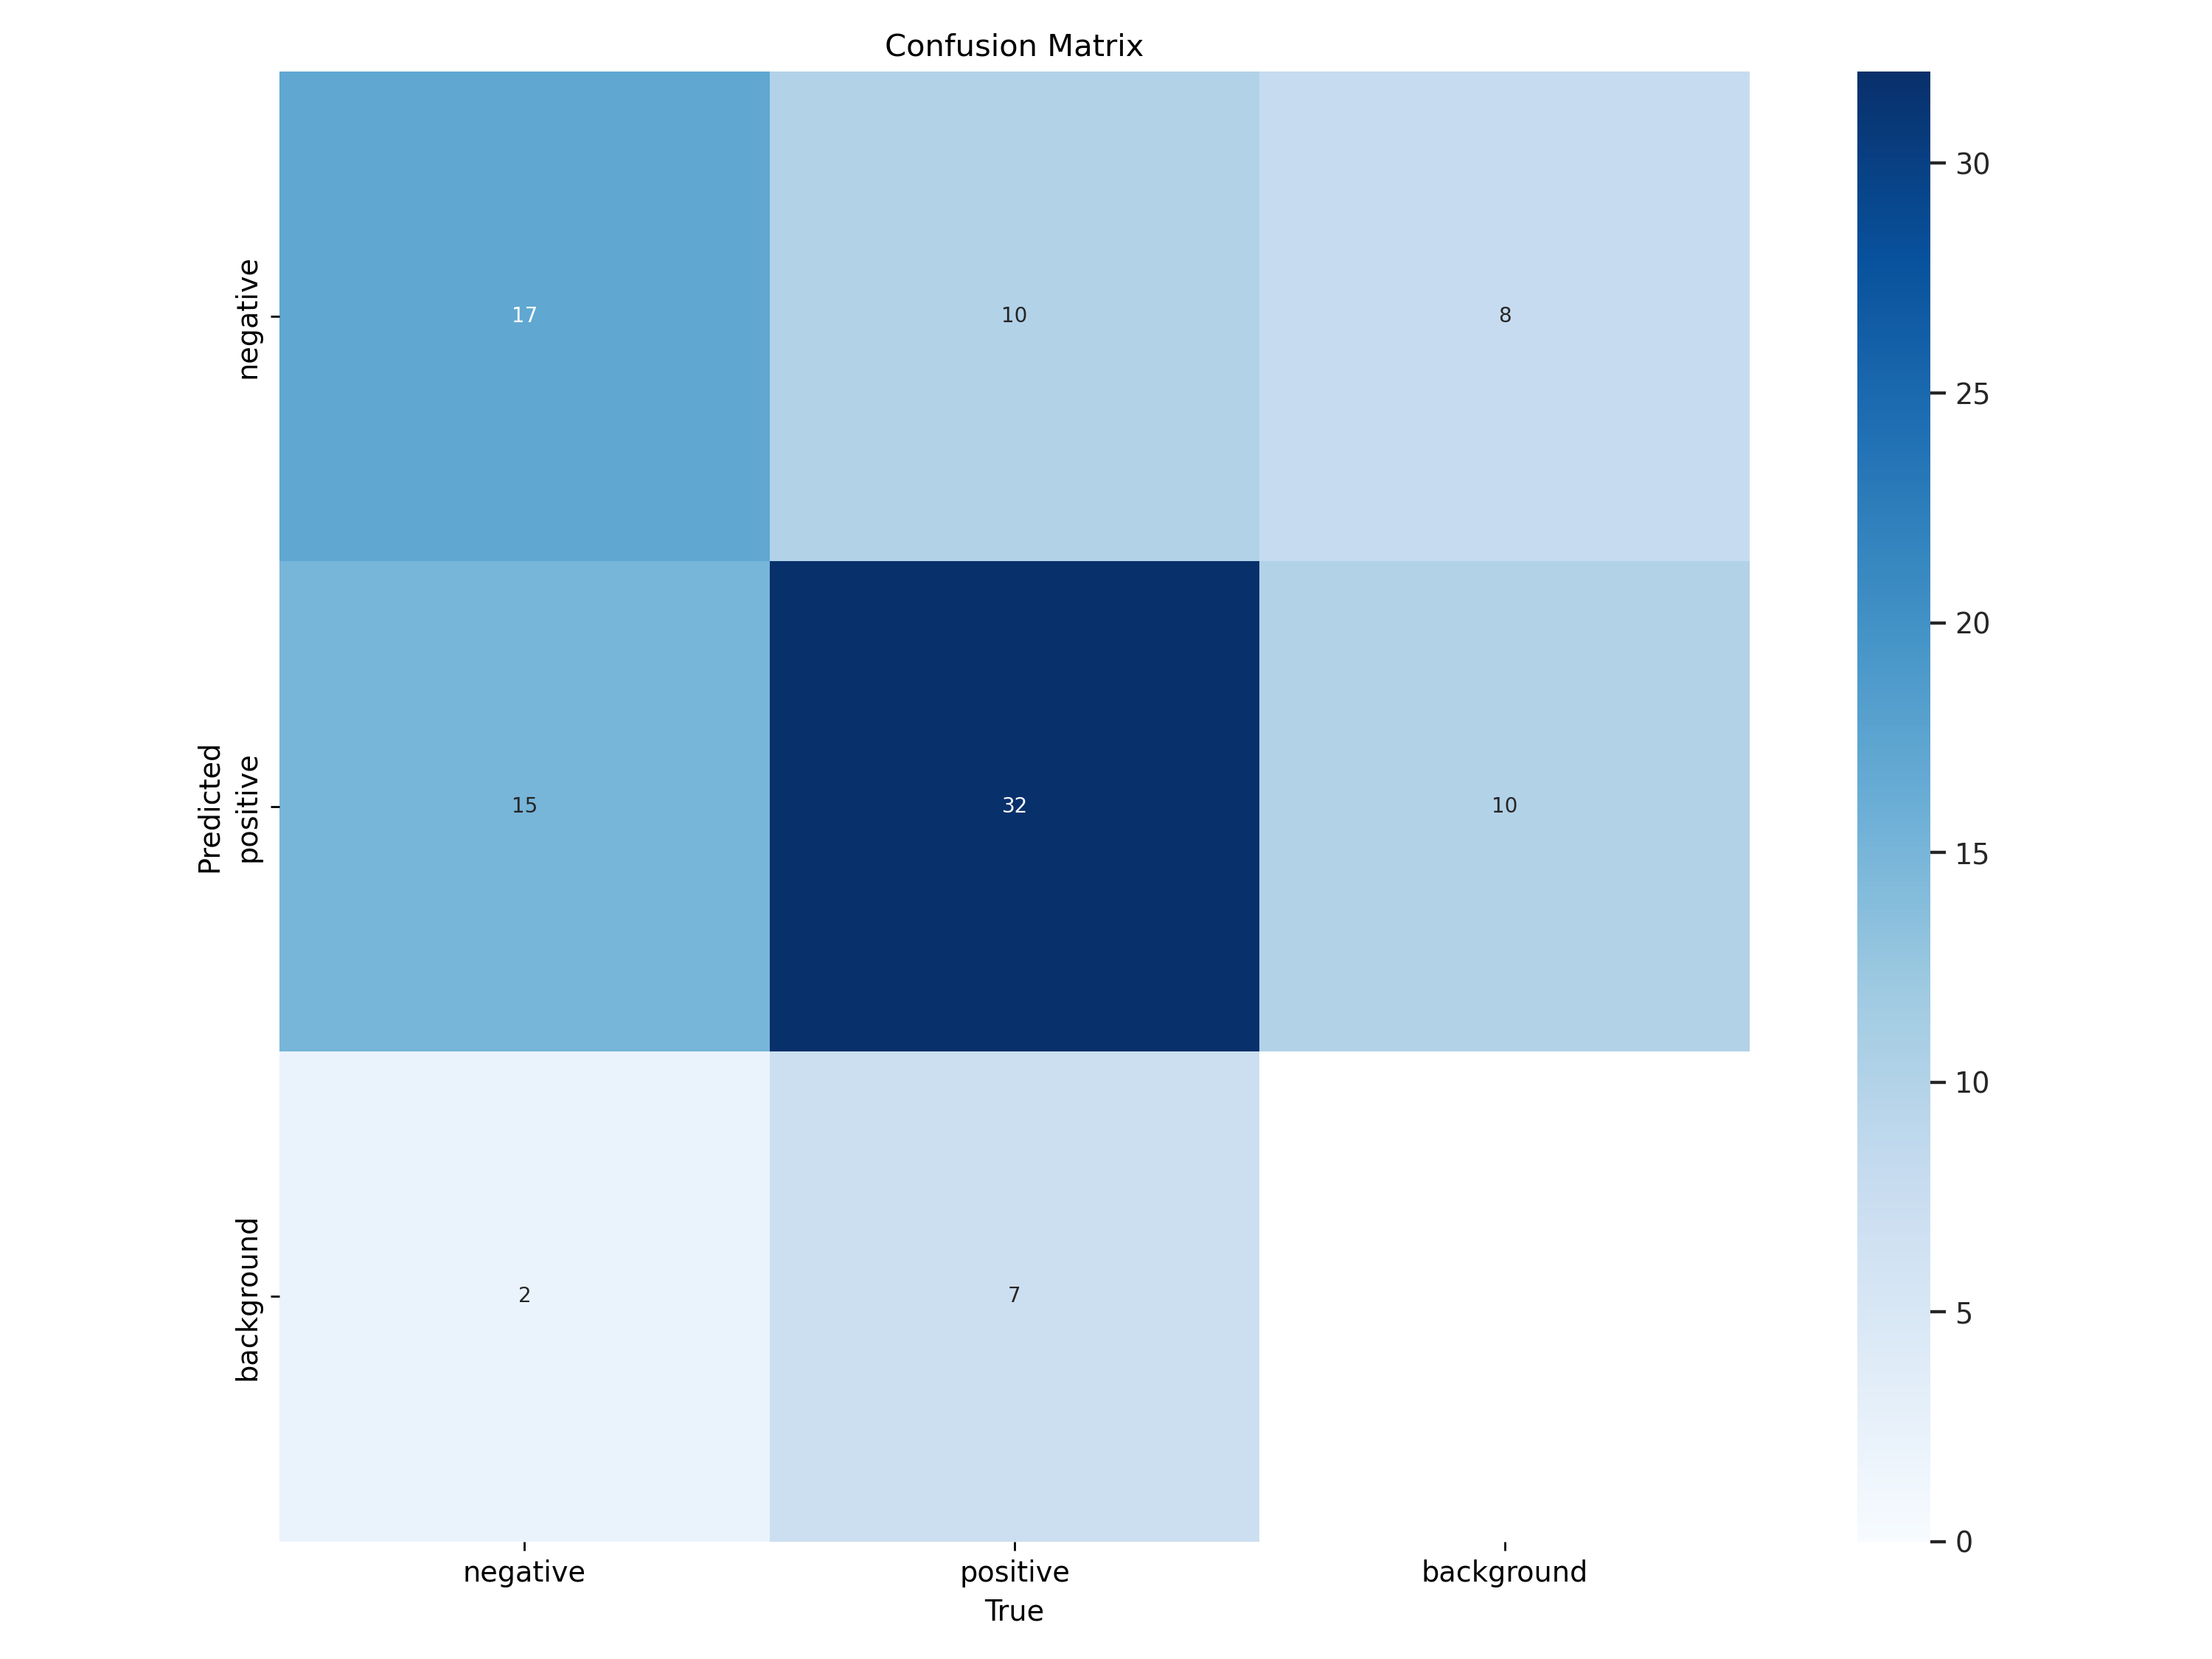 Confusion Matrix
negative
17 10 8
Predicted
positive
15 32 10
background
2 7
negative positive background
True
30
25
20
15
10
5
0